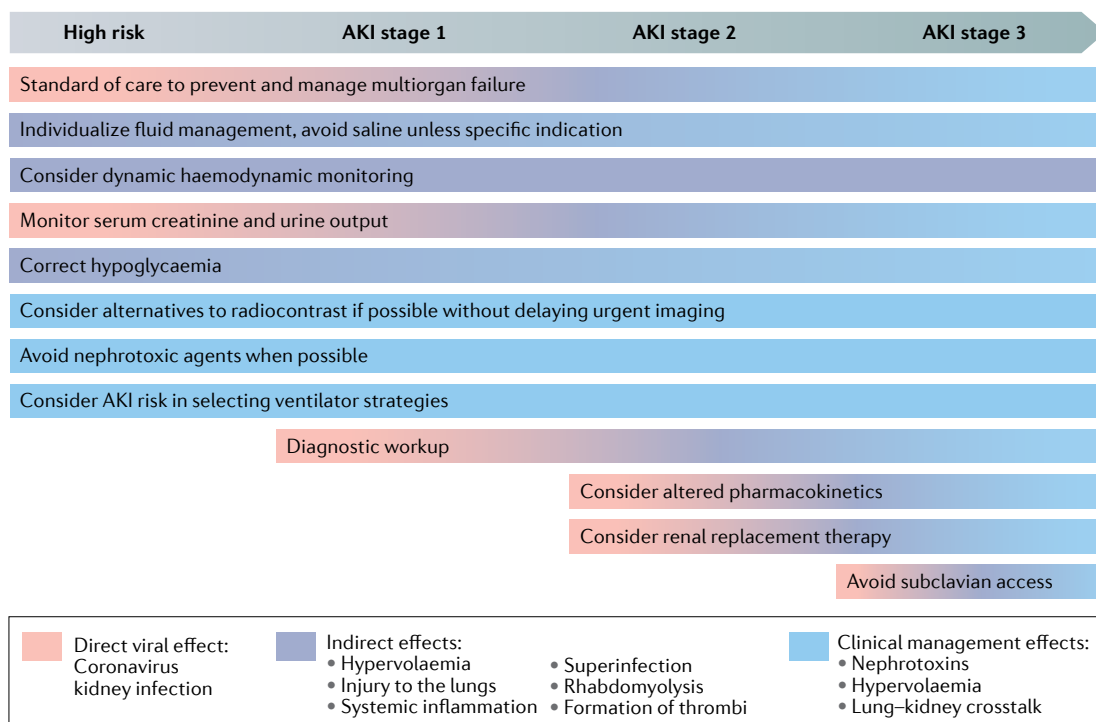 High risk AKI stage 1 AKI stage 2 AKI stage 3
Standard of care to prevent and manage multiorgan failure
Individualize fluid management, avoid saline unless specific indication
Consider dynamic haemodynamic monitoring
Monitor serum creatinine and urine output
Correct hypoglycaemia
Consider alternatives to radiocontrast if possible without delaying urgent imaging
Avoid nephrotoxic agents when possible
Consider AKI risk in selecting ventilator strategies
Diagnostic workup
Consider altered pharmacokinetics
Consider renal replacement therapy
Avoid subclavian access
Direct viral effect:
Coronavirus
kidney infection
Indirect effects:
• Hypervolaemia
• Injury to the lungs
• Systemic inflammation
• Superinfection
• Rhabdomyolysis
• Formation of thrombi
Clinical management effects:
• Nephrotoxins
• Hypervolaemia
• Lung–kidney crosstalk